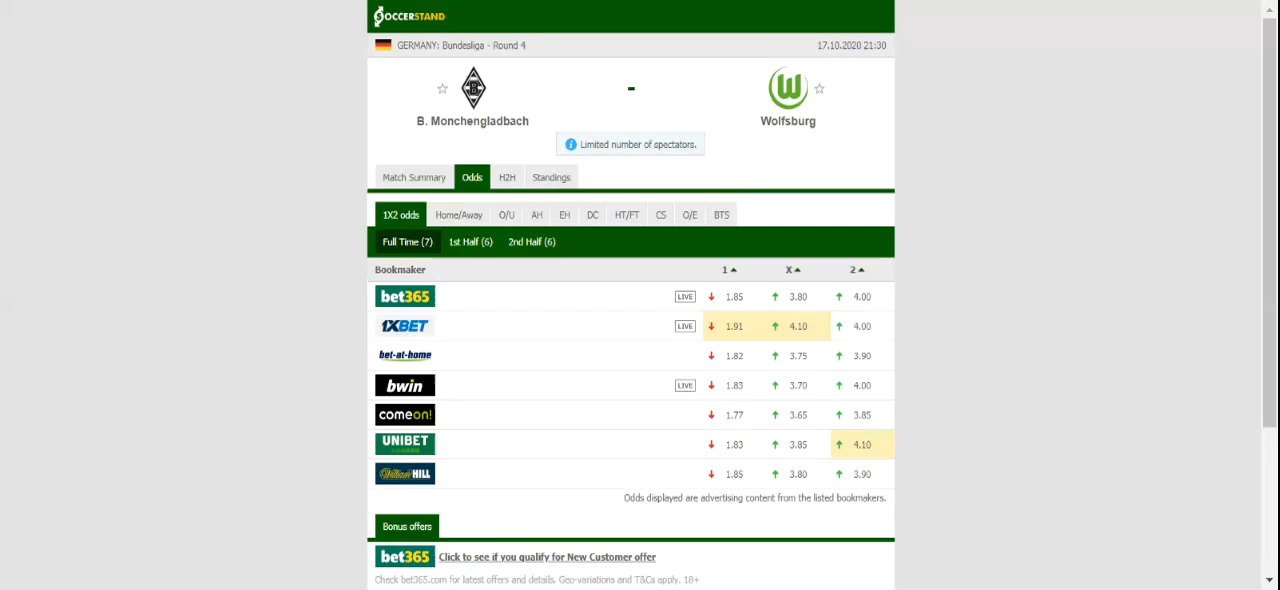 SOCCERSTAND
GERMANY: Bundesliga - Round 4 17.10.2020 21:30
-
B. Monchengladbach Wolfsburg
Limited number of spectators.
Match Summary Odds H2H Standings
1X2 odds Home/Away O/U AH EH DC HT/FT CS O/E BTS
Full Time (7) 1st Half (6) 2nd Half (6)
Bookmaker 1 X 2
bet365 LIVE 1.85 3.80 4.00
1XBET LIVE 1.91 4.10 4.00
bet-at-home 1.82 3.75 3.90
bwin LIVE 1.83 3.70 4.00
comeon! 1.77 3.65 3.85
UNIBET 1.83 3.85 4.10
William HILL 1.85 3.80 3.90
Odds displayed are advertising content from the listed bookmakers.
Bonus offers
bet365 Click to see if you qualify for New Customer offer
Check bet365.com for latest offers and details. Geo-variations and T&Cs apply. 18+